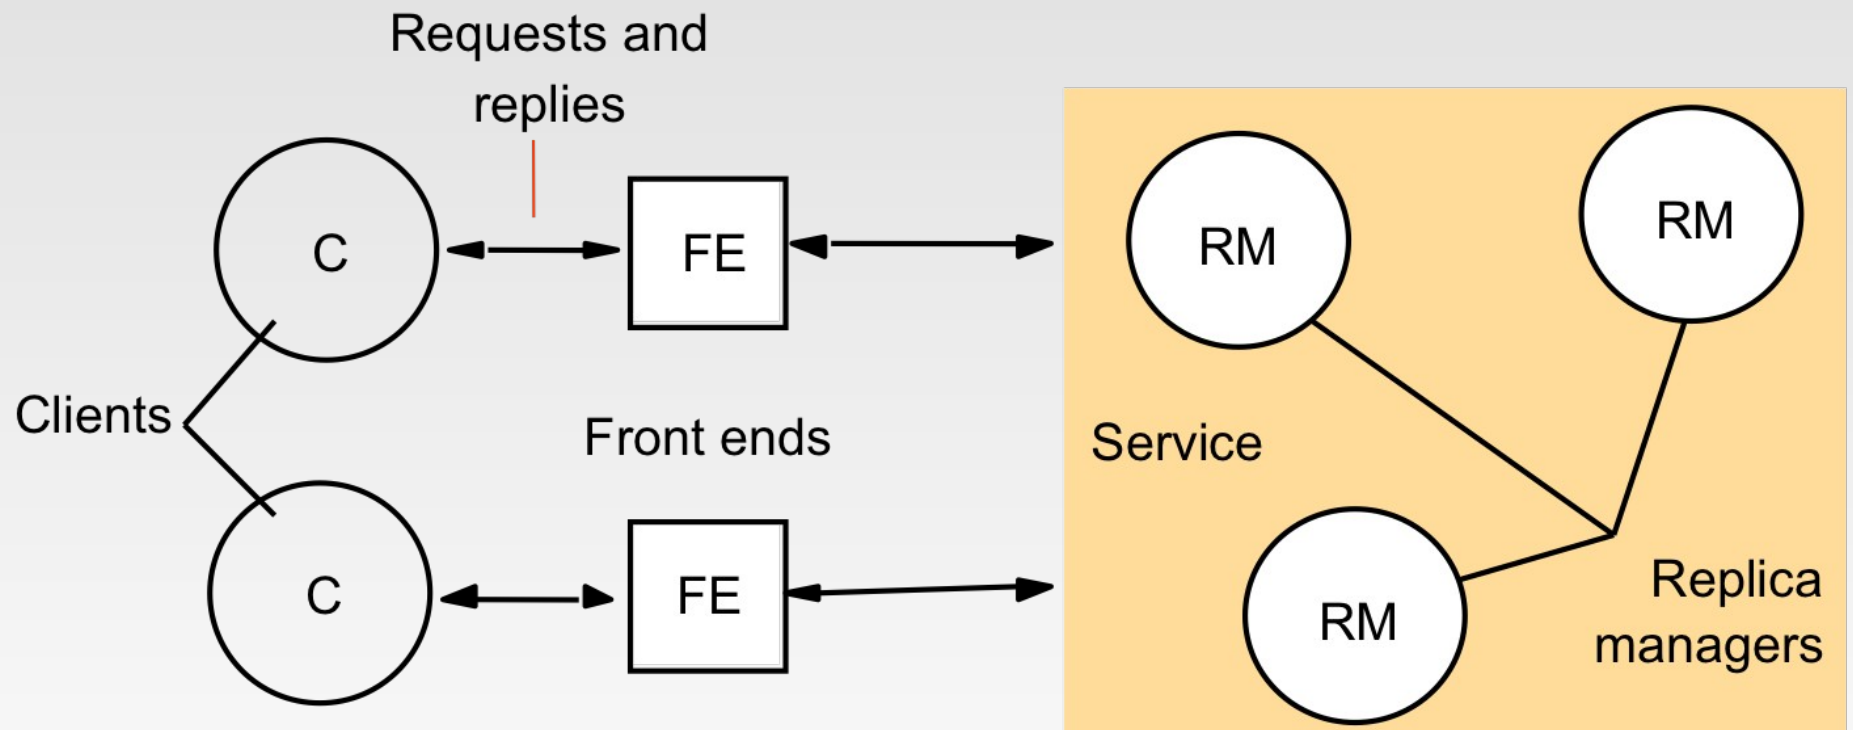 Requests and
replies
C
FE
RM
RM
Clients
Front ends
Service
C
FE
RM
Replica
managers